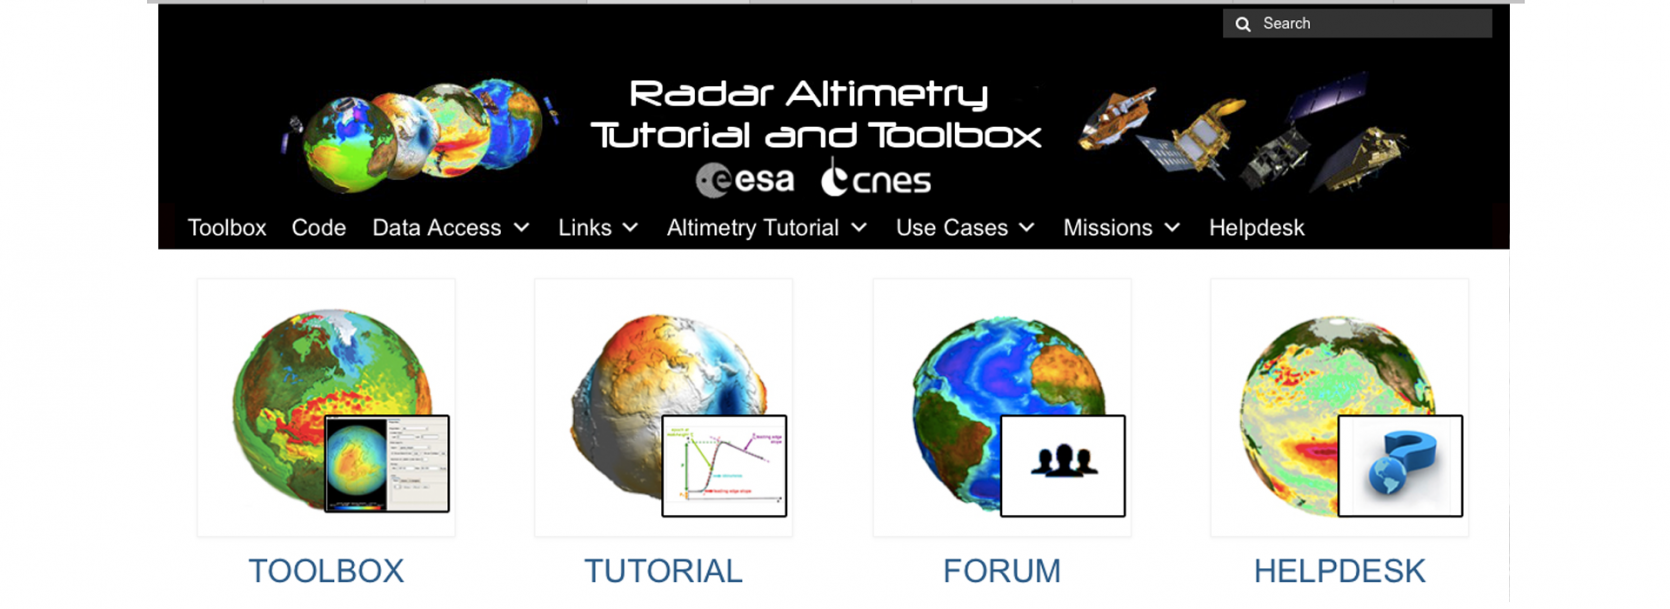 Search
Radar Altimetry
Tutorial and Toolbox
esa cnes
Toolbox Code Data Access Links Altimetry Tutorial Use Cases Missions Helpdesk
TOOLBOX TUTORIAL FORUM HELPDESK